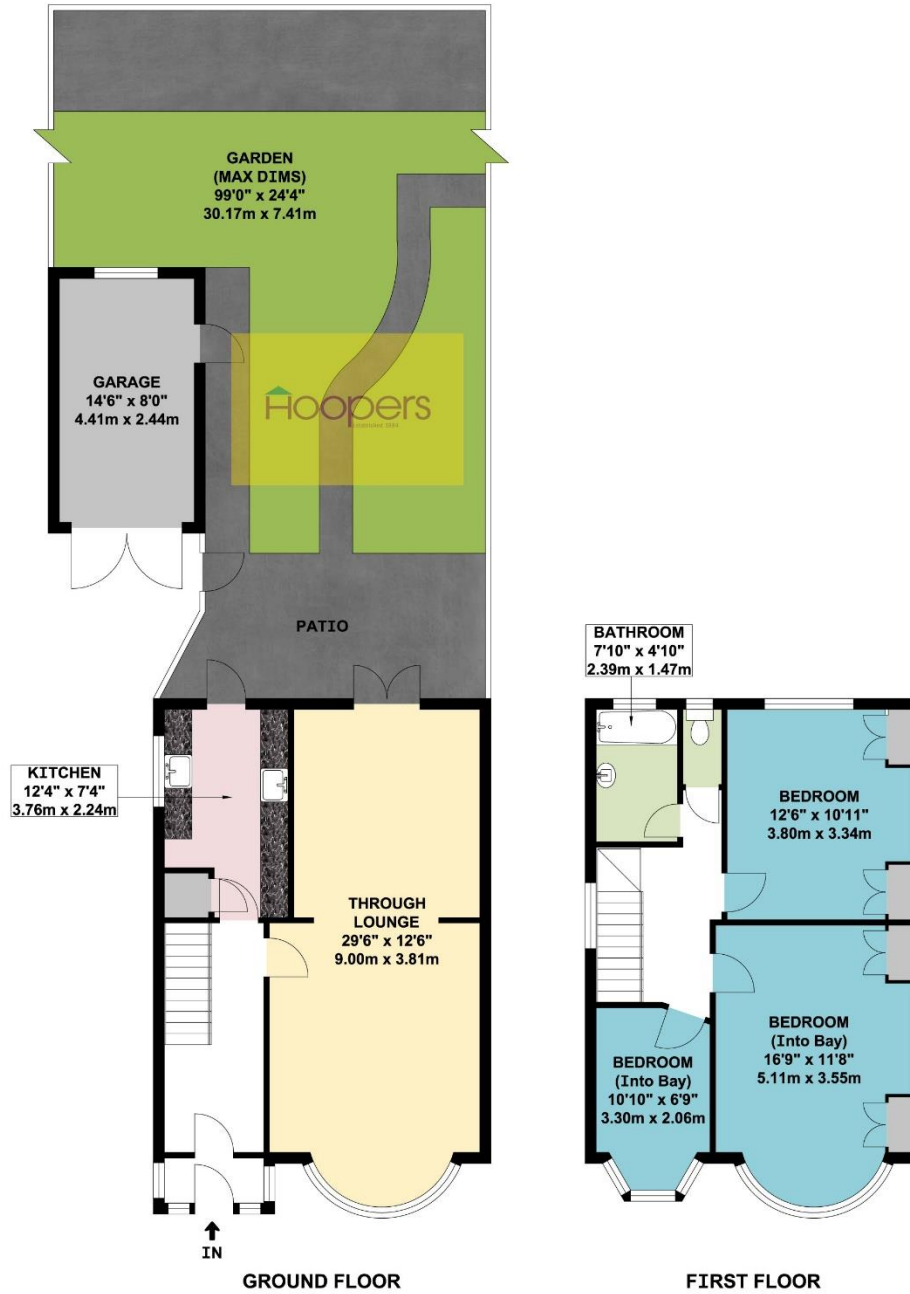 GARDEN
(MAX DIMS)
99'0" x 24'4"
30.17m x 7.41m
GARAGE
14'6" x 8'0"
4.41m x 2.44m
Hoopers
Established 1884
PATIO
KITCHEN
12'4" x 7'4"
3.76m x 2.24m
THROUGH
LOUNGE
29'6" x 12'6"
9.00m x 3.81m
IN
GROUND FLOOR
BATHROOM
7'10" x 4'10"
2.39m x 1.47m
BEDROOM
12'6" x 10'11"
3.80m x 3.34m
BEDROOM
(Into Bay)
16'9" x 11'8"
5.11m x 3.55m
BEDROOM
(Into Bay)
10'10" x 6'9"
3.30m x 2.06m
FIRST FLOOR